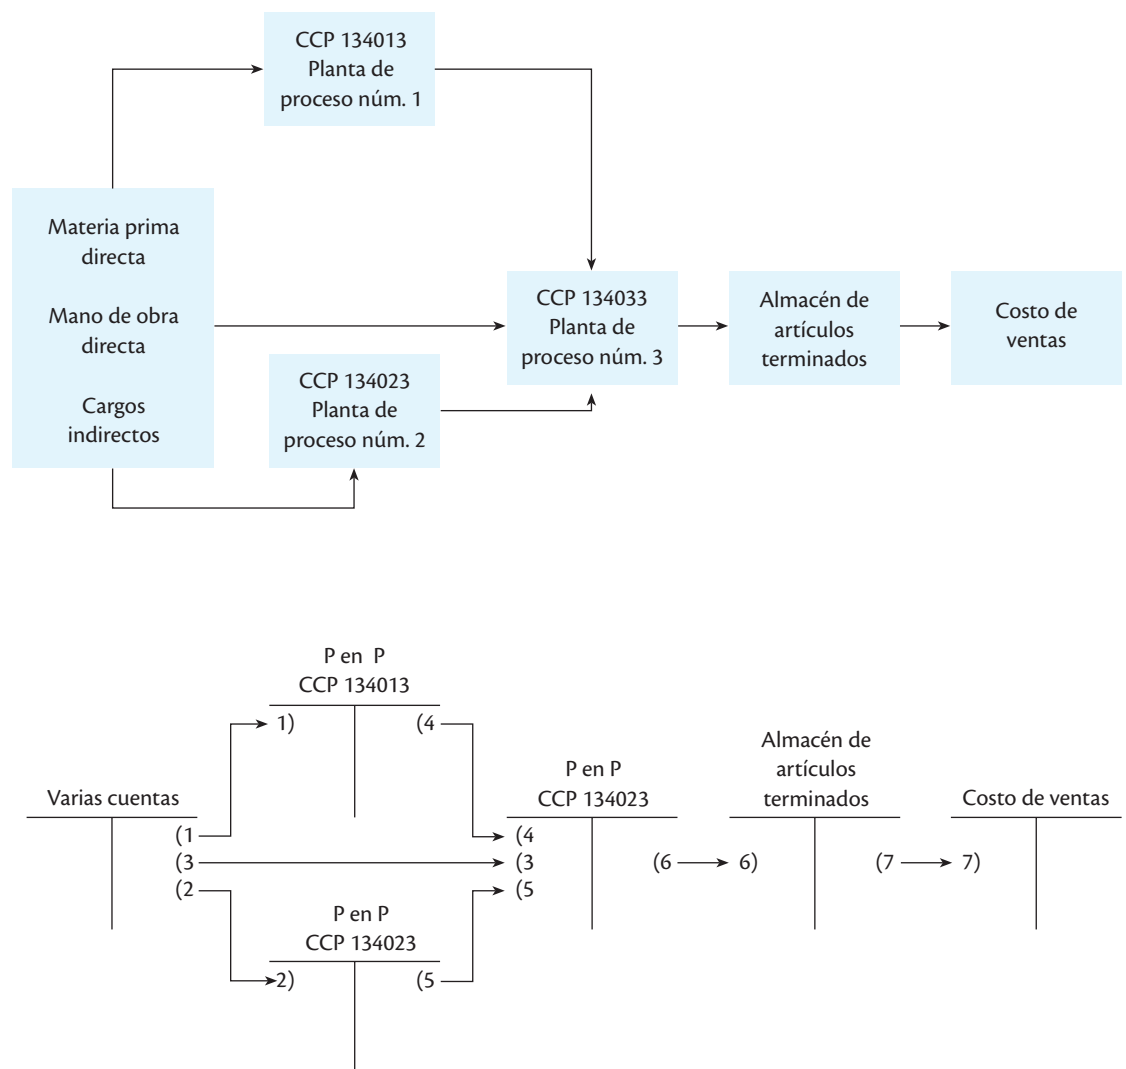 CCP 134013
Planta de
proceso núm. 1
Materia prima
directa
Mano de obra
directa
Cargos
indirectos
CCP 134023
Planta de
proceso núm. 2
CCP 134033
Planta de
proceso núm. 3
Almacén de
artículos
terminados
Costo de
ventas
P en P
CCP 134013
1) (4
Varias cuentas
(1
(3
(2
P en P
CCP 134023
2) (5
P en P
CCP 134023
(4
(3
(5
(6
Almacén de
artículos
terminados
6) (7
Costo de ventas
7)